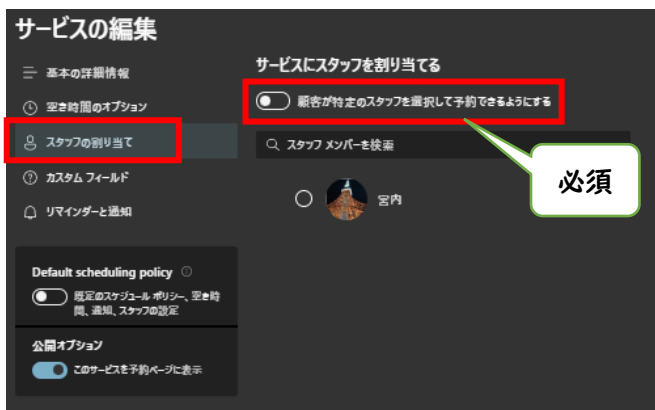 サービスの編集
基本の詳細情報
空き時間のオプション
スタッフの割り当て
カスタム フィールド
リマインダーと通知
Default scheduling policy
既定のスケジュール ポリシー、空き時
間、通知、スタッフの設定
公開オプション
このサービスを予約ページに表示
サービスにスタッフを割り当てる
顧客が特定のスタッフを選択して予約できるようにする
スタッフ メンバーを検索
宮内
必須